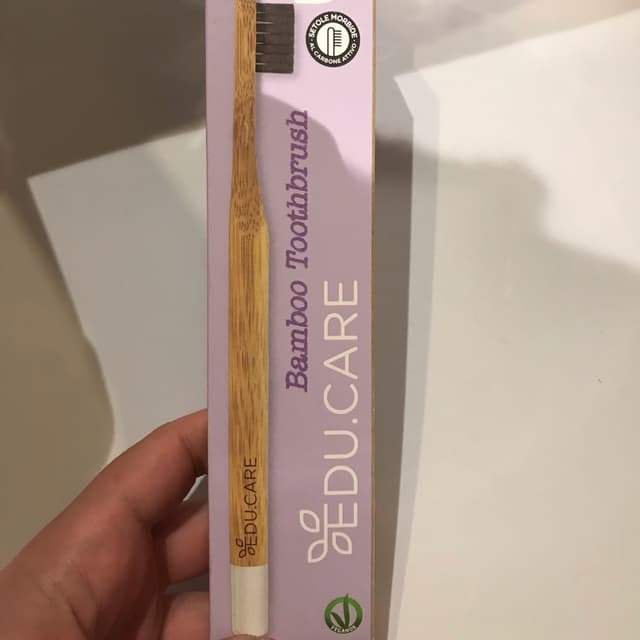 SETOLE MORBIDE
AL CARBONE ATTIVO
Bamboo Toothbrush
EDU.CARE
EDU.CARE
VEGANOK